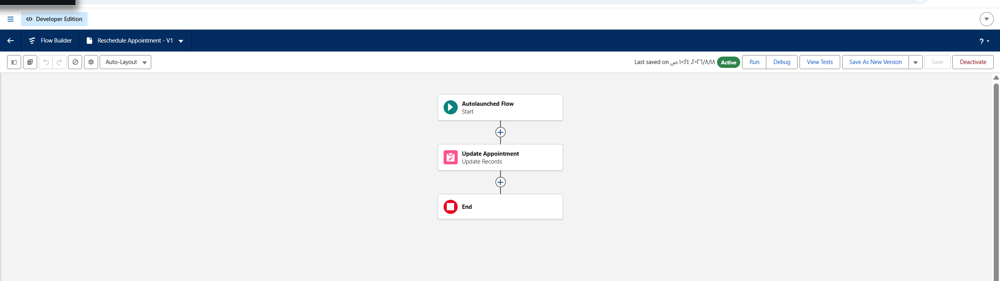 Developer Edition
Flow Builder
Reschedule Appointment - V1
?
Auto-Layout
Last saved on ٢٠٢٦/٨/١٨، ١٠:٢٤ ص
Active
Run
Debug
View Tests
Save As New Version
Save
Deactivate
Autolaunched Flow
Start
Update Appointment
Update Records
End